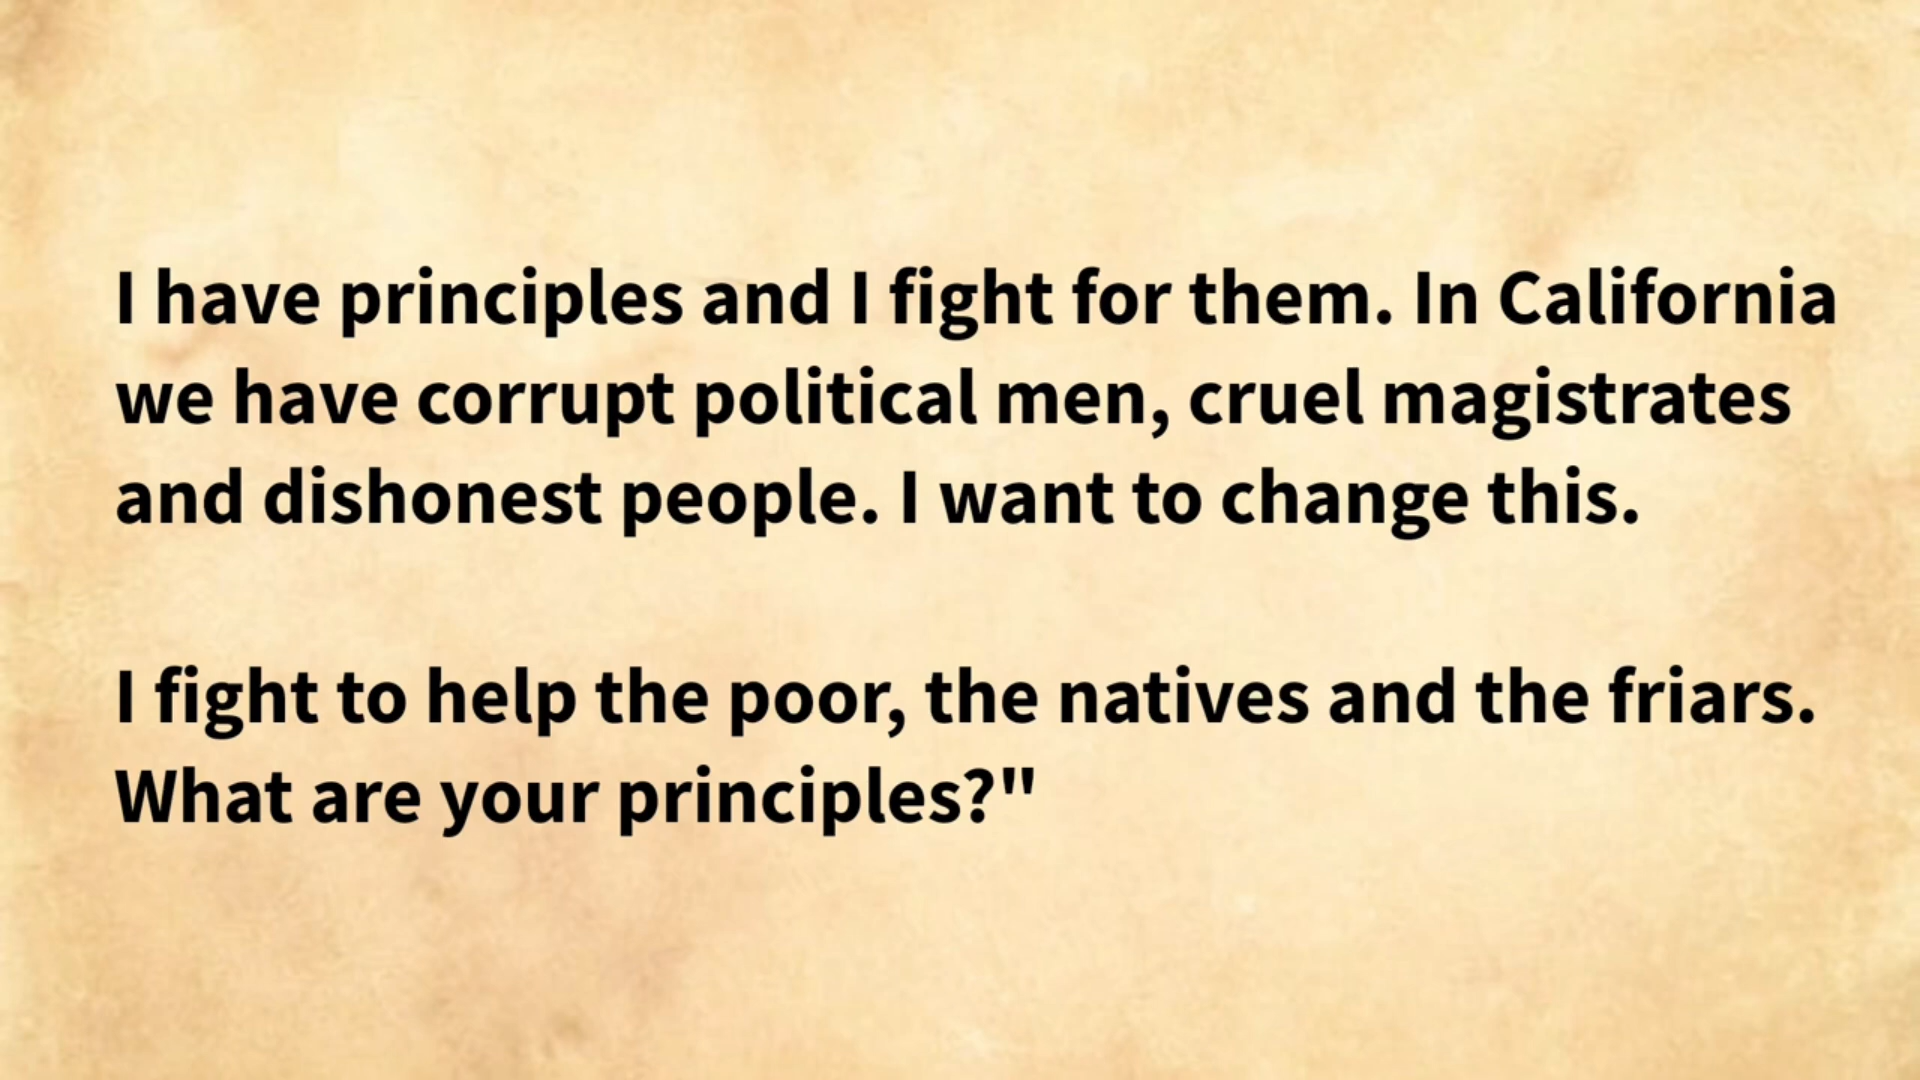 I have principles and I fight for them. In California
we have corrupt political men, cruel magistrates
and dishonest people. I want to change this.
I fight to help the poor, the natives and the friars.
What are your principles?"